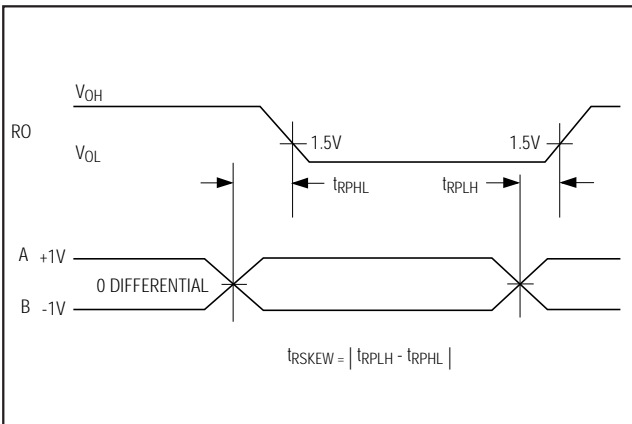 VOH
RO
VOL
1.5V 1.5V
tRPHL tRPLH
A +1V
0 DIFFERENTIAL
B -1V
tRSKEW = | tRPLH - tRPHL |